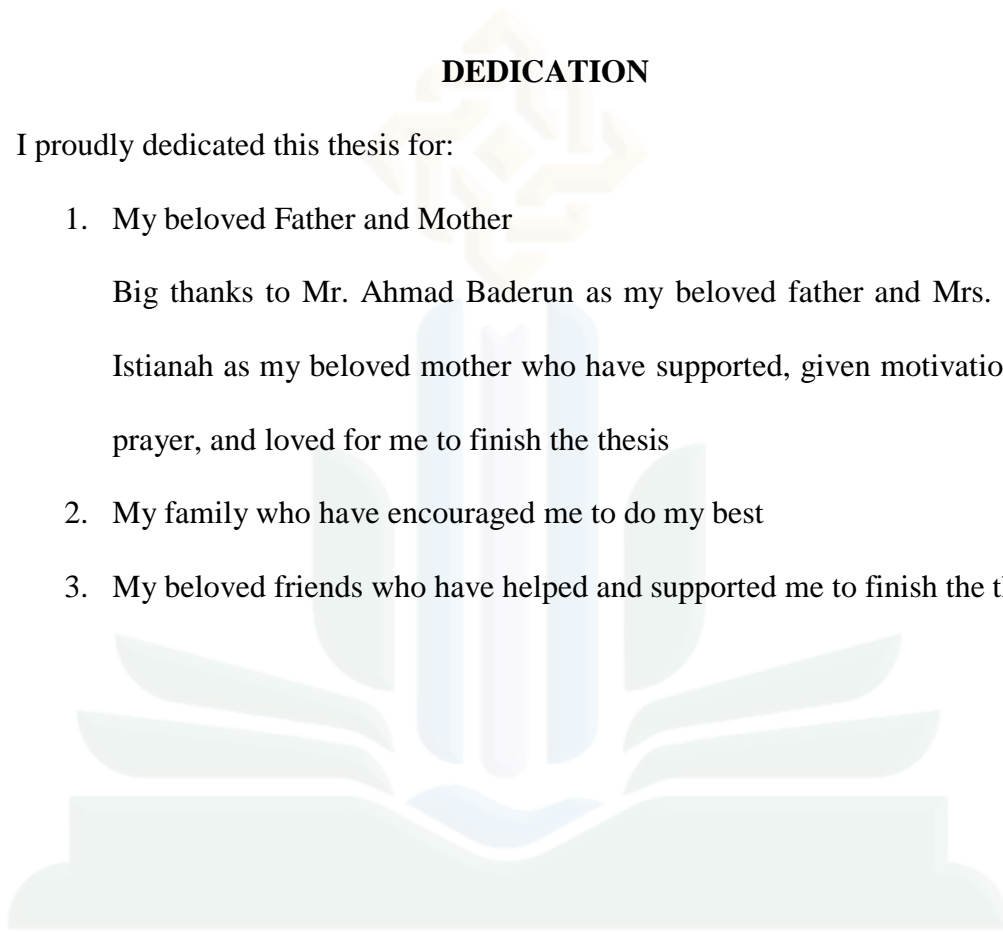 DEDICATION
I proudly dedicated this thesis for:
1. My beloved Father and Mother
Big thanks to Mr. Ahmad Baderun as my beloved father and Mrs.
Istianah as my beloved mother who have supported, given
prayer, and loved for me to finish the thesis
2. My family who have encouraged me to do my best
3. My beloved friends who have helped and supported me to finish the